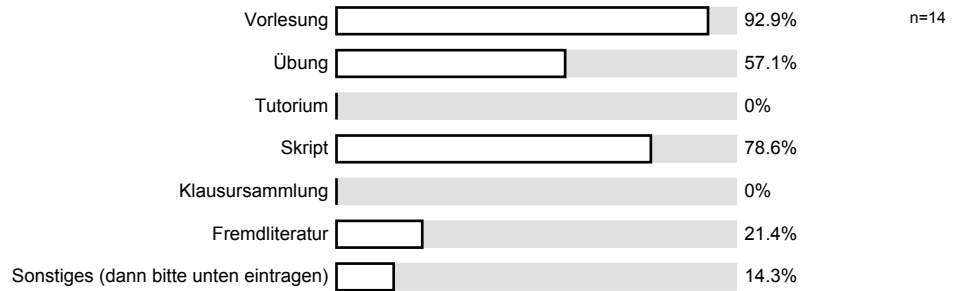 Vorlesung 92.9% n=14
Übung 57.1%
Tutorium 0%
Skript 78.6%
Klausursammlung 0%
Fremdliteratur 21.4%
Sonstiges (dann bitte unten eintragen) 14.3%